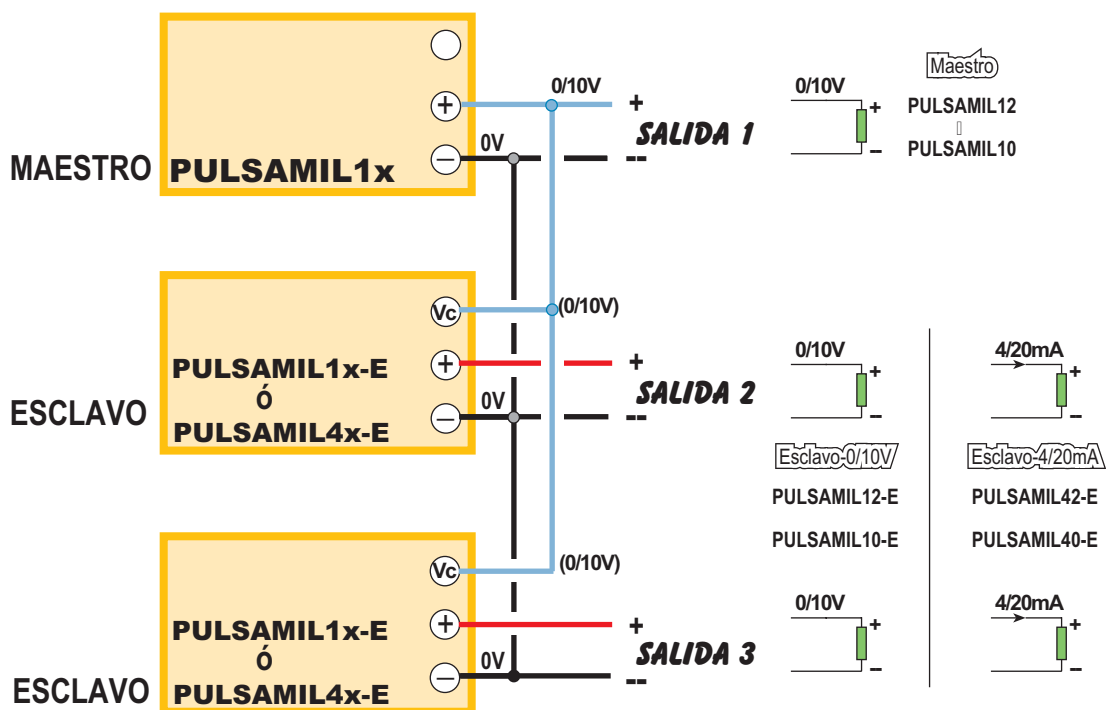 MAESTRO
PULSAMIL1x
+
−
0/10V
0V
+
--
SALIDA 1
0/10V
+
−
Maestro
PULSAMIL12
PULSAMIL10
ESCLAVO
PULSAMIL1x-E
Ó
PULSAMIL4x-E
Vc
+
−
(0/10V)
0V
+
--
SALIDA 2
0/10V
+
−
4/20mA
+
−
Esclavo-0/10V
PULSAMIL12-E
PULSAMIL10-E
Esclavo-4/20mA
PULSAMIL42-E
PULSAMIL40-E
ESCLAVO
PULSAMIL1x-E
Ó
PULSAMIL4x-E
Vc
+
−
(0/10V)
0V
+
--
SALIDA 3
0/10V
+
−
4/20mA
+
−